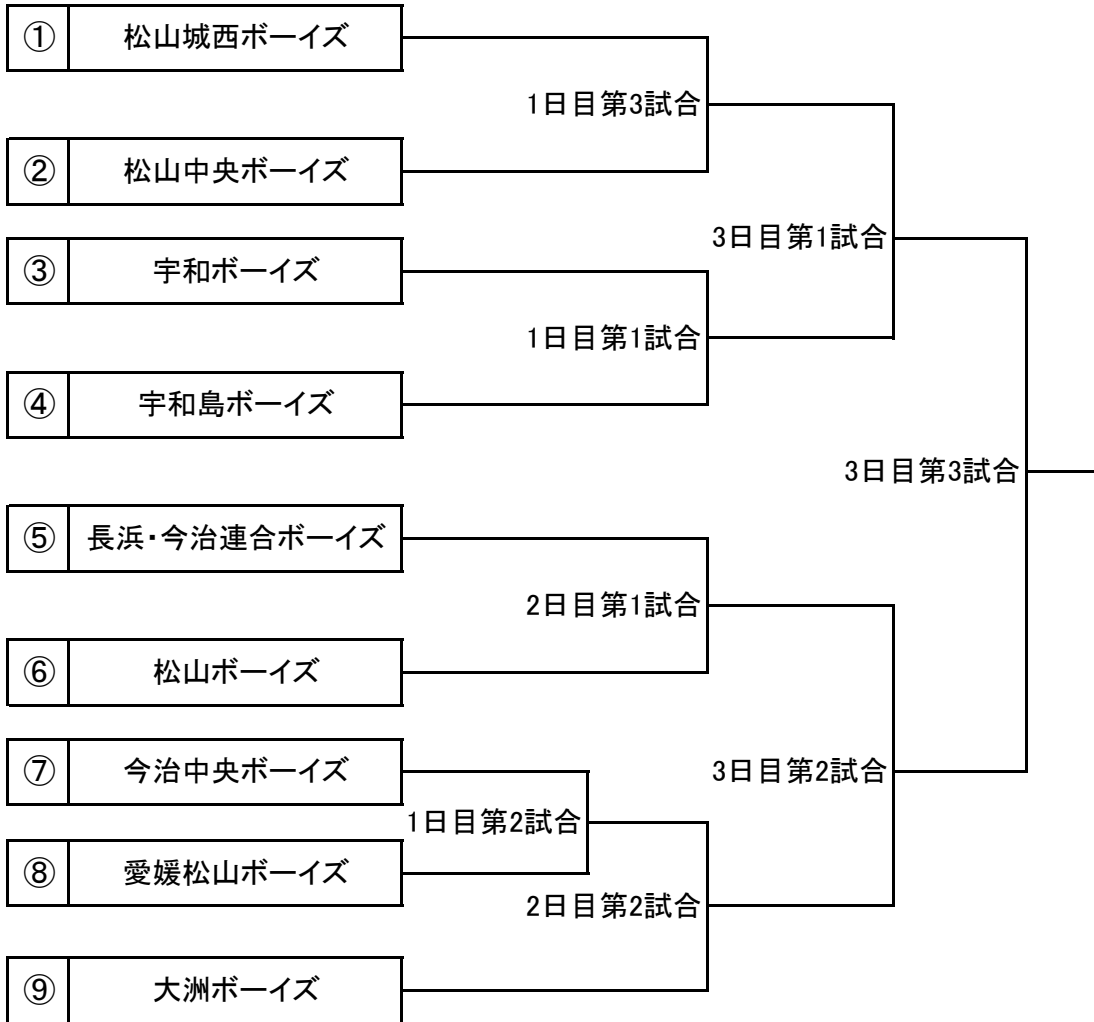 ① 松山城西ボーイズ
1日目第3試合
② 松山中央ボーイズ
3日目第1試合
③ 宇和ボーイズ
1日目第1試合
④ 宇和島ボーイズ
3日目第3試合
⑤ 長浜・今治連合ボーイズ
2日目第1試合
⑥ 松山ボーイズ
⑦ 今治中央ボーイズ
3日目第2試合
1日目第2試合
⑧ 愛媛松山ボーイズ
2日目第2試合
⑨ 大洲ボーイズ